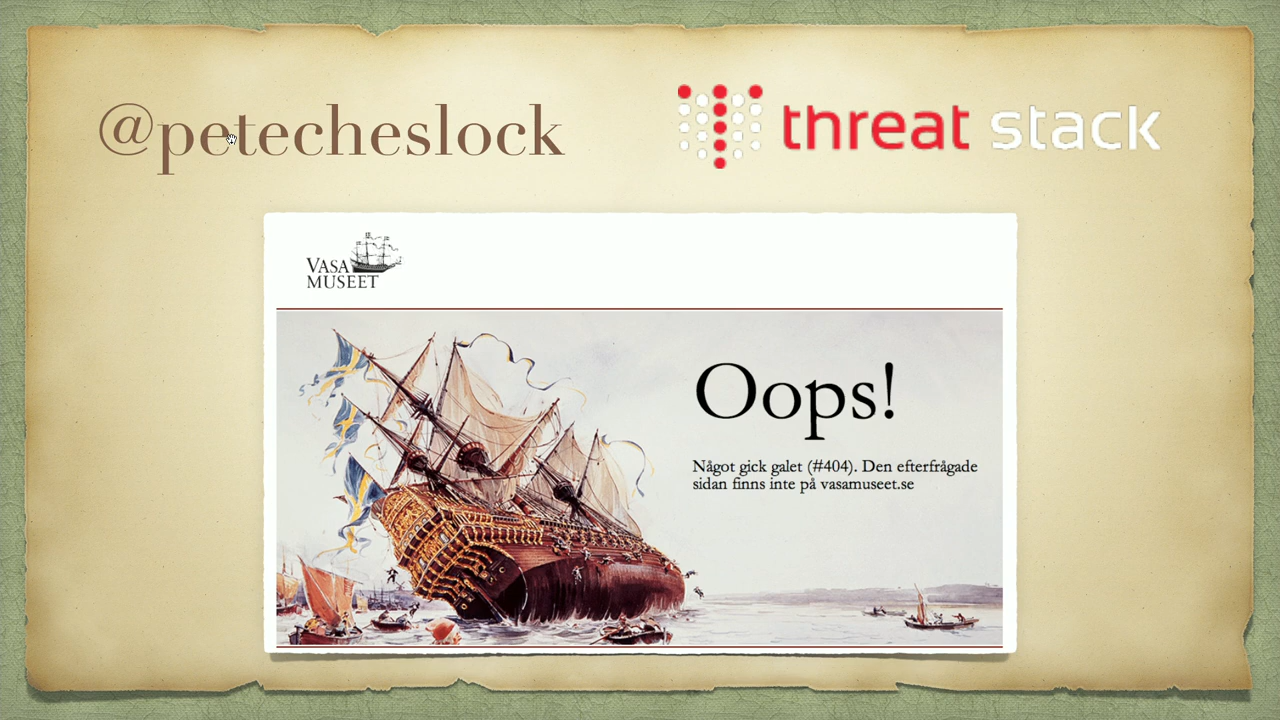 @petecheslock
threat stack
VASA
MUSEET
Oops!
Något gick galet (#404). Den efterfrågade
sidan finns inte på vasamuseet.se